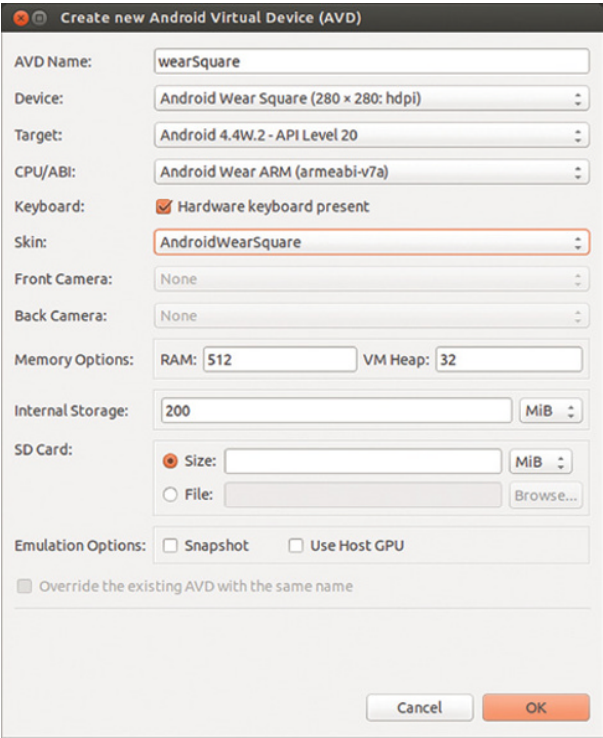 Create new Android Virtual Device (AVD)
AVD Name: wearSquare
Device: Android Wear Square (280 × 280: hdpi)
Target: Android 4.4W.2 - API Level 20
CPU/ABI: Android Wear ARM (armeabi-v7a)
Keyboard: Hardware keyboard present
Skin: AndroidWearSquare
Front Camera: None
Back Camera: None
Memory Options: RAM: 512 VM Heap: 32
Internal Storage: 200 MiB
SD Card:
Size: MiB
File: Browse...
Emulation Options: Snapshot Use Host GPU
Override the existing AVD with the same name
Cancel OK